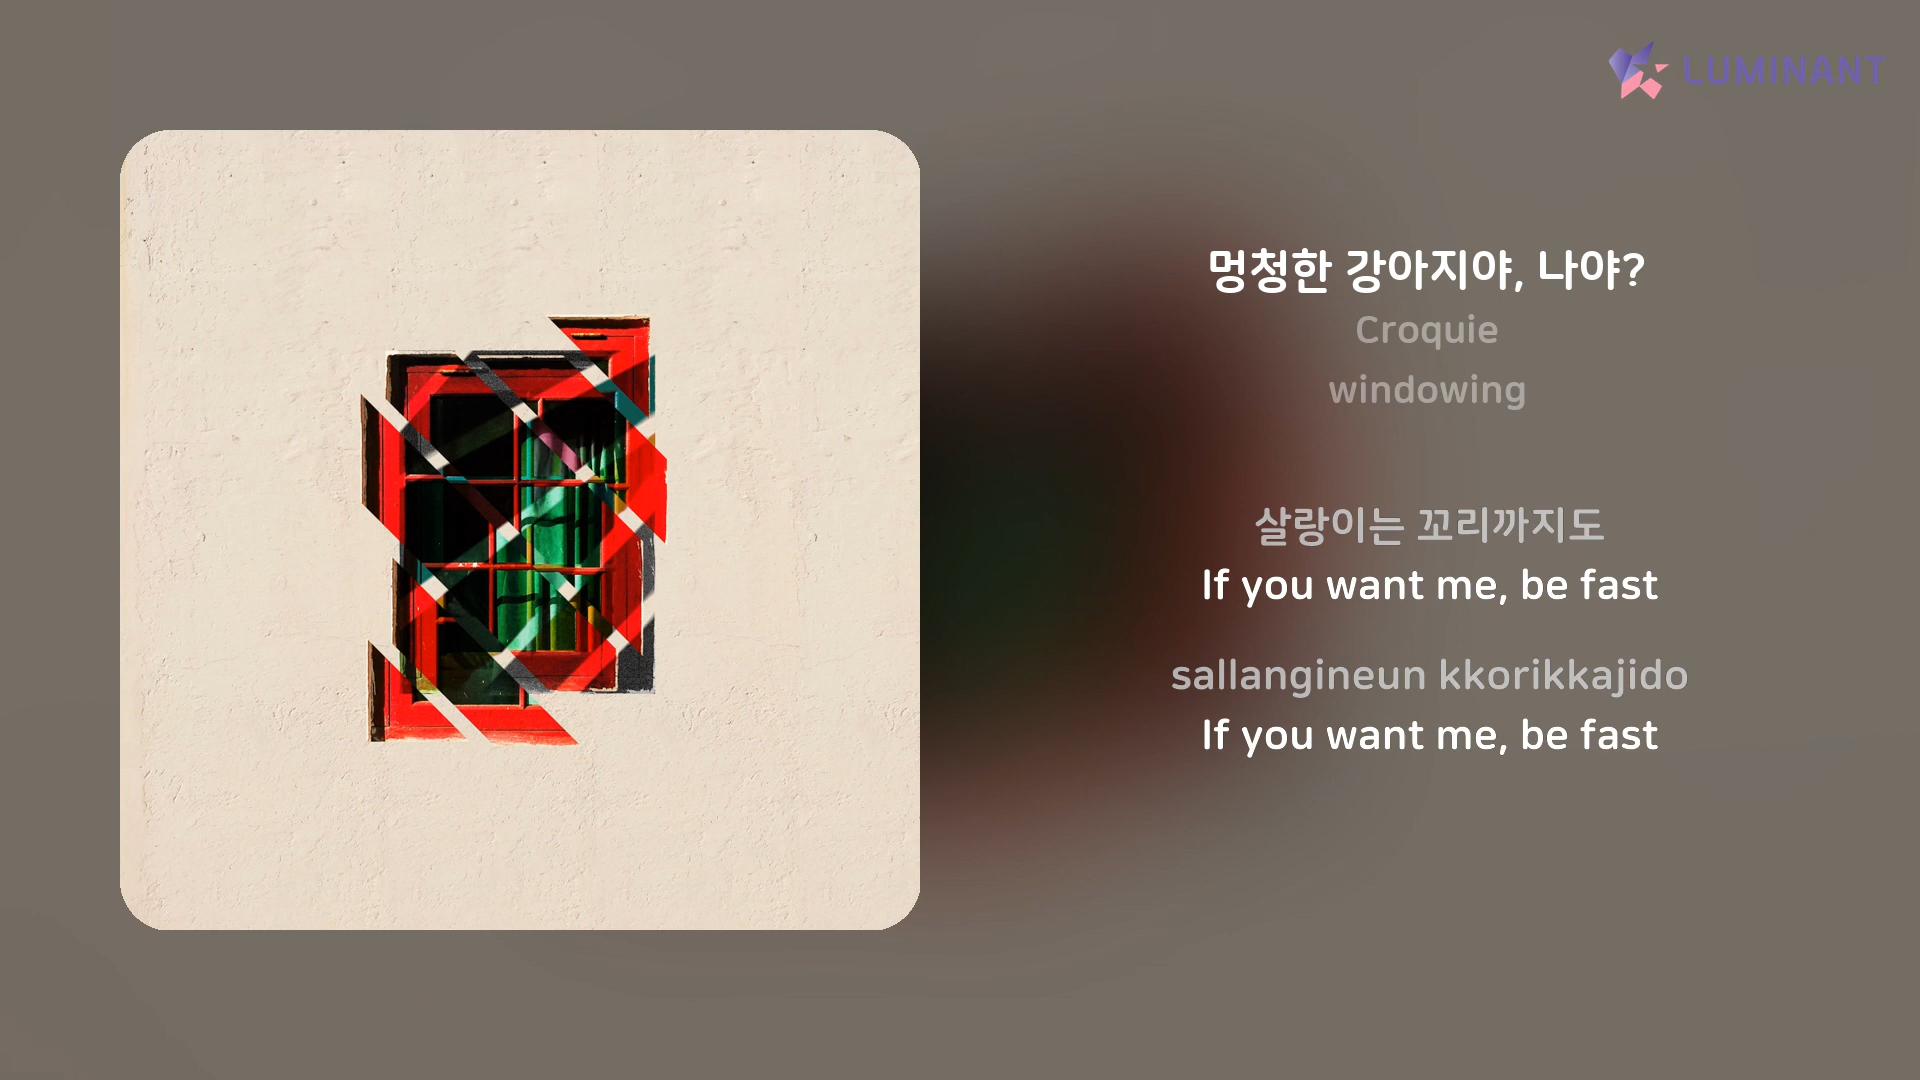 LUMINANT
멍청한 강아지야, 나야?
Croquie
windowing
살랑이는 꼬리까지도
If you want me, be fast
sallangineun kkorikkajido
If you want me, be fast